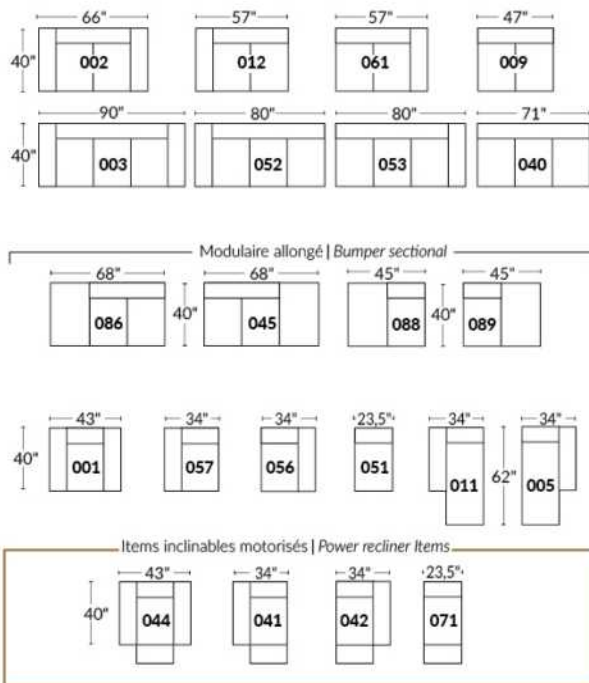 66" 57" 57" 47"
40" 002 012 061 009
90" 80" 80" 71"
40" 003 052 053 040
Modulaire allongé | Bumper sectional
68" 68" 45" 45"
086 40" 045 088 40" 089
43" 34" 34" 23,5" 34" 34"
40" 001 057 056 051 011 62" 005
Items inclinables motorisés | Power recliner Items
43" 34" 34" 23,5"
40" 044 041 042 071